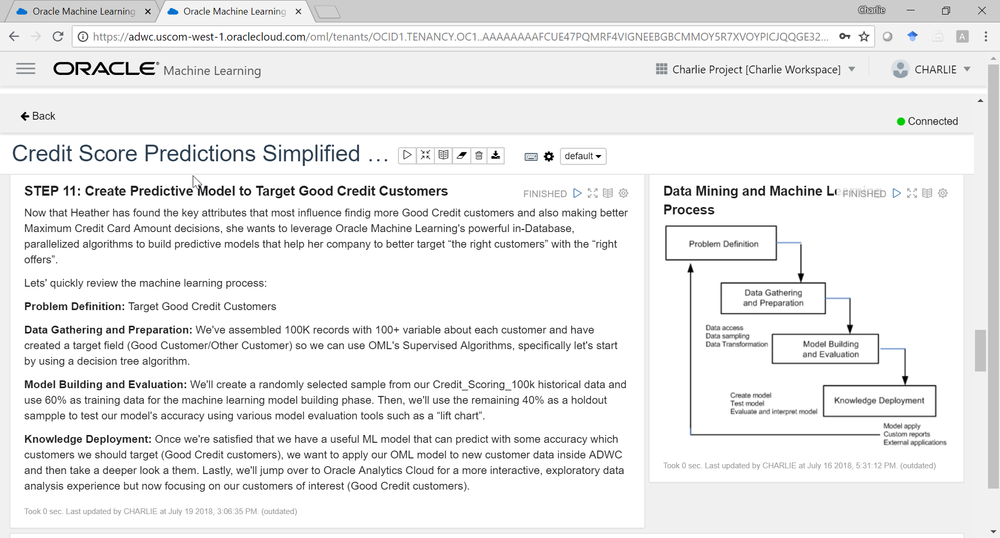 Oracle Machine Learning
Oracle Machine Learning
Charlie
https://adwc.uscom-west-1.oraclecloud.com/oml/tenants/OCID1.TENANCY.OC1..AAAAAAAAFCUE47PQMRF4VIGNEEBGBCMMOY5R7XVOYPICJQQGE32...
A
ORACLE® Machine Learning
Charlie Project [Charlie Workspace]
CHARLIE
Back
Connected
Credit Score Predictions Simplified ...
default
STEP 11: Create Predictive Model to Target Good Credit Customers
FINISHED
Now that Heather has found the key attributes that most influence findig more Good Credit customers and also making better
Maximum Credit Card Amount decisions, she wants to leverage Oracle Machine Learning's powerful in-Database,
parallelized algorithms to build predictive models that help her company to better target “the right customers” with the “right
offers”.
Lets' quickly review the machine learning process:
Problem Definition: Target Good Credit Customers
Data Gathering and Preparation: We've assembled 100K records with 100+ variable about each customer and have
created a target field (Good Customer/Other Customer) so we can use OML's Supervised Algorithms, specifically let's start
by using a decision tree algorithm.
Model Building and Evaluation: We'll create a randomly selected sample from our Credit_Scoring_100k historical data and
use 60% as training data for the machine learning model building phase. Then, we'll use the remaining 40% as a holdout
sampple to test our model's accuracy using various model evaluation tools such as a “lift chart”.
Knowledge Deployment: Once we're satisfied that we have a useful ML model that can predict with some accuracy which
customers we should target (Good Credit customers), we want to apply our OML model to new customer data inside ADWC
and then take a deeper look a them. Lastly, we'll jump over to Oracle Analytics Cloud for a more interactive, exploratory data
analysis experience but now focusing on our customers of interest (Good Credit customers).
Took 0 sec. Last updated by CHARLIE at July 19 2018, 3:06:35 PM. (outdated)
Data Mining and Machine Learning
FINISHED
Process
Problem Definition
Data Gathering
and Preparation
Data access
Data sampling
Data Transformation
Model Building
and Evaluation
Create model
Test model
Evaluate and interpret model
Knowledge Deployment
Model apply
Custom reports
External applications
Took 0 sec. Last updated by CHARLIE at July 16 2018, 5:31:12 PM. (outdated)